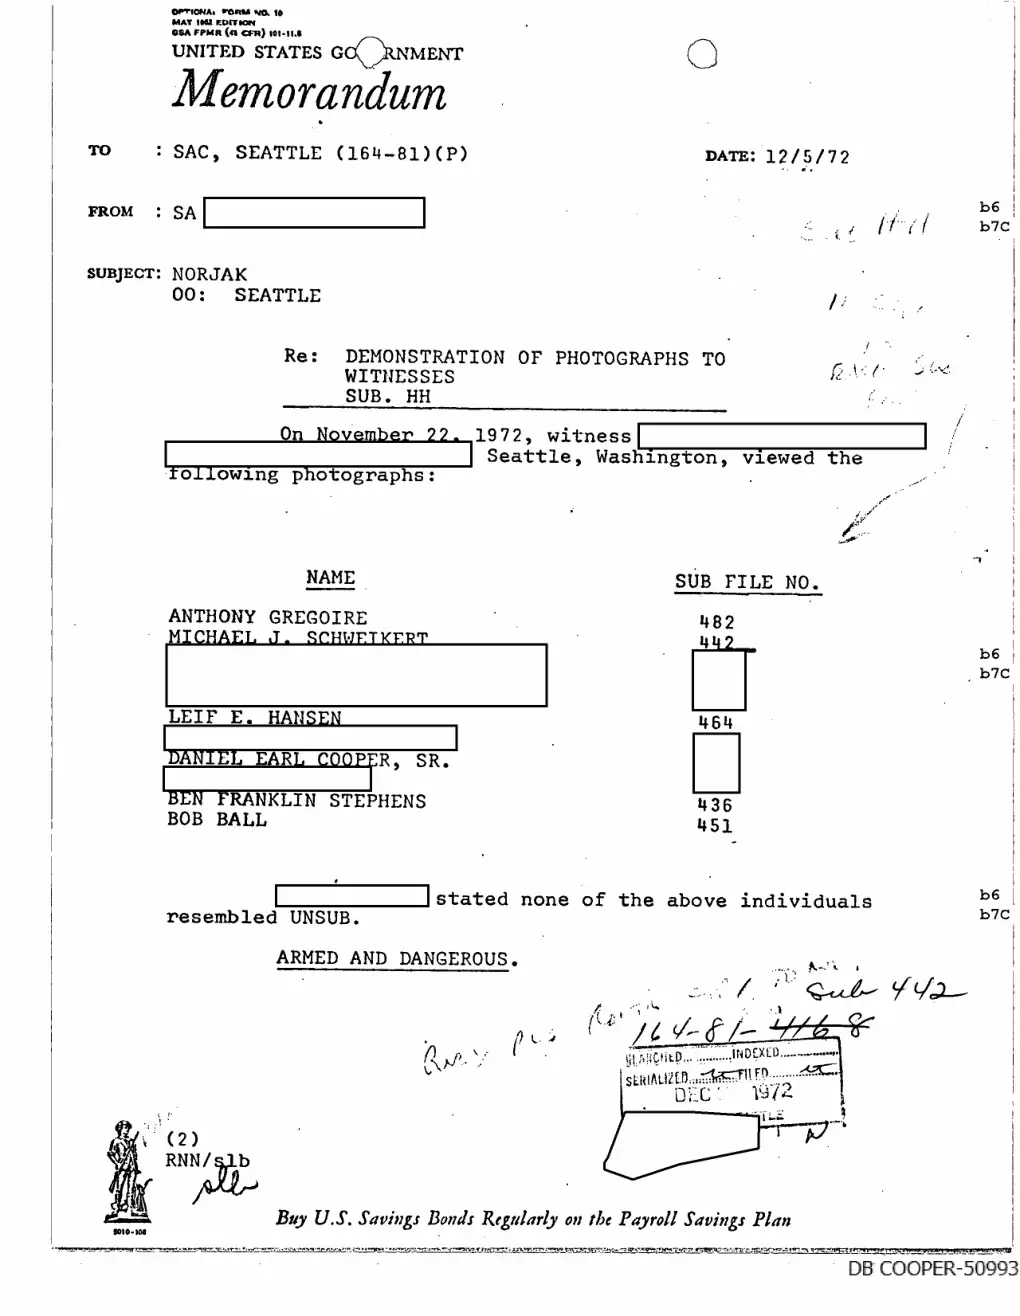 OPTIONAL FORM NO. 10
MAY 1962 EDITION
GSA FPMR (41 CFR) 101-11.6
UNITED STATES GO RNMENT
Memorandum
TO : SAC, SEATTLE (164-81)(P) DATE: 12/5/72
FROM : SA b6
b7C
SUBJECT: NORJAK
OO: SEATTLE
Re: DEMONSTRATION OF PHOTOGRAPHS TO
WITNESSES
SUB. HH
On November 22, 1972, witness
Seattle, Washington, viewed the
following photographs:
NAME SUB FILE NO.
ANTHONY GREGOIRE 482
MICHAEL J. SCHWEIKERT 442
b6
b7C
LEIF E. HANSEN 464
DANIEL EARL COOPER, SR.
BEN FRANKLIN STEPHENS 436
BOB BALL 451
stated none of the above individuals b6
resembled UNSUB. b7C
ARMED AND DANGEROUS.
Sub 442
164-81-4168
SEARCHED INDEXED
SERIALIZED FILED
DEC 1972
(2)
RNN/slb
slb
5010-108
Buy U.S. Savings Bonds Regularly on the Payroll Savings Plan
DB COOPER-50993